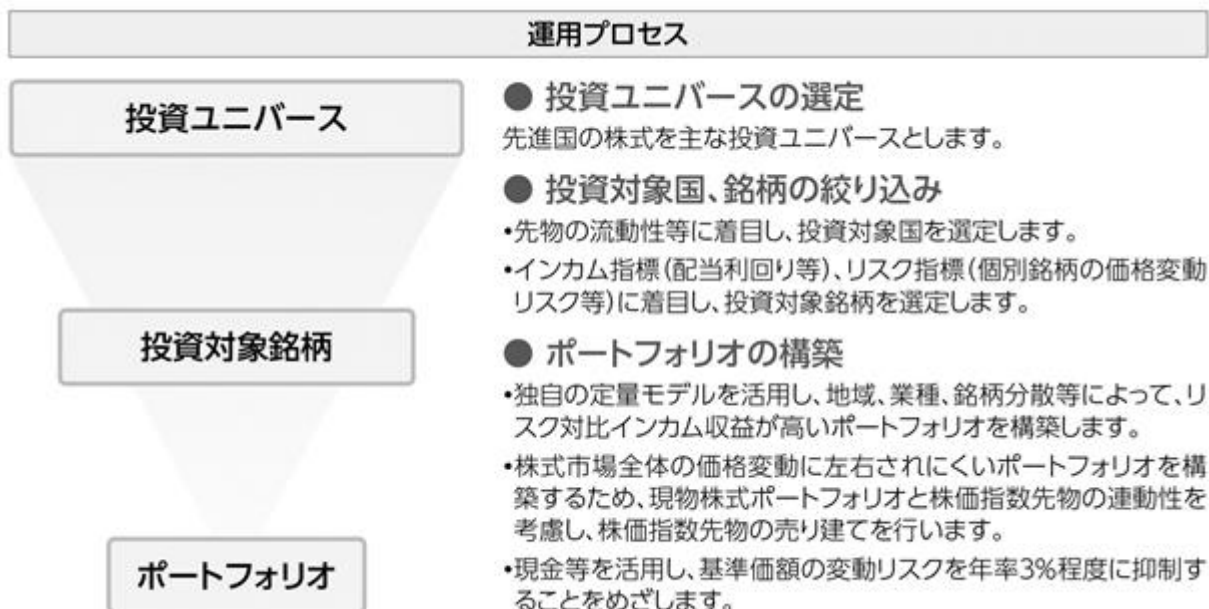 運用プロセス
投資ユニバース
● 投資ユニバースの選定
先進国の株式を主な投資ユニバースとします。
● 投資対象国、銘柄の絞り込み
•先物の流動性等に着目し、投資対象国を選定します。
•インカム指標(配当利回り等)、リスク指標(個別銘柄の価格変動
リスク等)に着目し、投資対象銘柄を選定します。
投資対象銘柄
● ポートフォリオの構築
•独自の定量モデルを活用し、地域、業種、銘柄分散等によって、リ
スク対比インカム収益が高いポートフォリオを構築します。
•株式市場全体の価格変動に左右されにくいポートフォリオを構
築するため、現物株式ポートフォリオと株価指数先物の連動性を
考慮し、株価指数先物の売り建てを行います。
ポートフォリオ
•現金等を活用し、基準価額の変動リスクを年率3%程度に抑制す
ることをめざします。